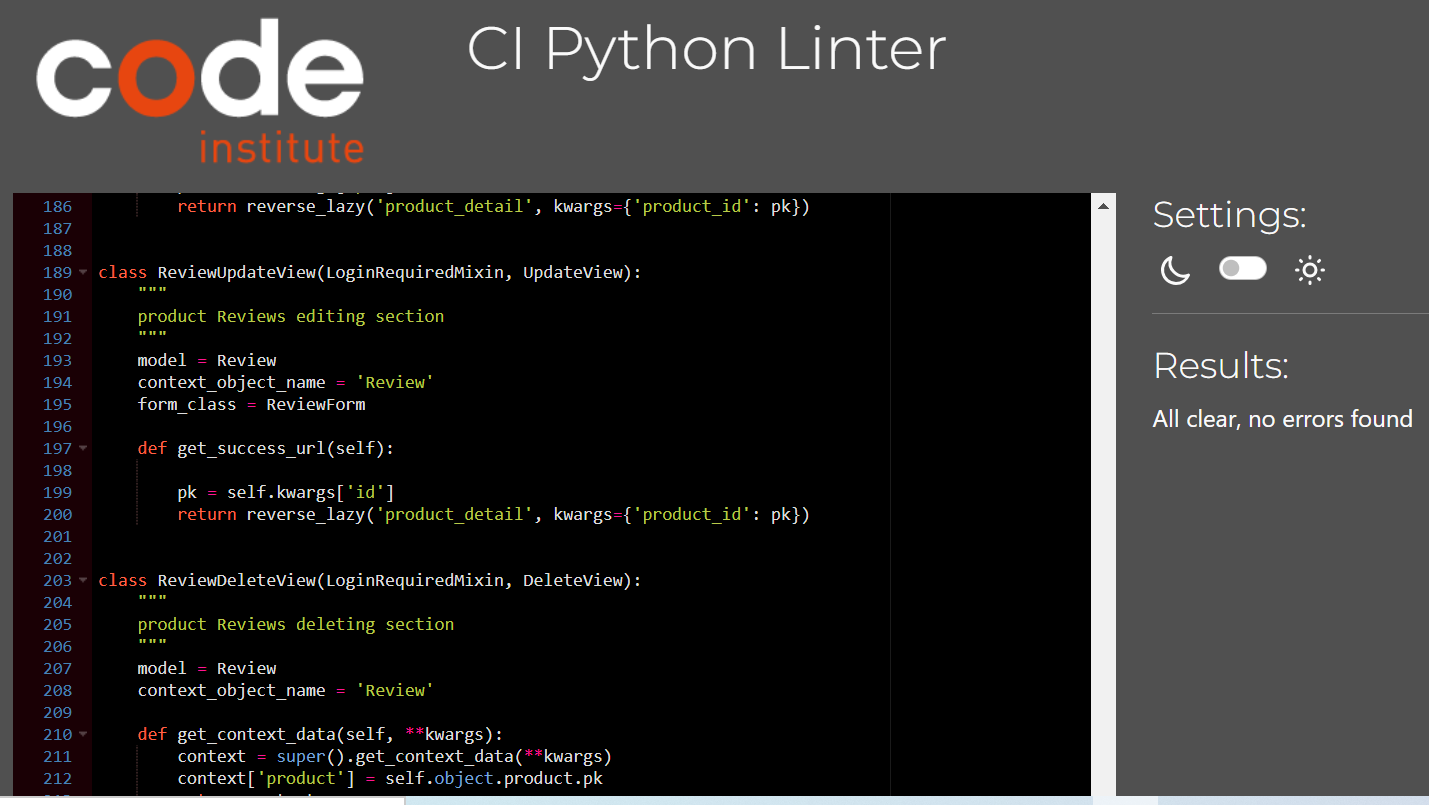 code
institute
CI Python Linter
186 return reverse_lazy('product_detail', kwargs={'product_id': pk})
187
188
189 class ReviewUpdateView(LoginRequiredMixin, UpdateView):
190 """
191 product Reviews editing section
192 """
193 model = Review
194 context_object_name = 'Review'
195 form_class = ReviewForm
196
197 def get_success_url(self):
198
199 pk = self.kwargs['id']
200 return reverse_lazy('product_detail', kwargs={'product_id': pk})
201
202
203 class ReviewDeleteView(LoginRequiredMixin, DeleteView):
204 """
205 product Reviews deleting section
206 """
207 model = Review
208 context_object_name = 'Review'
209
210 def get_context_data(self, **kwargs):
211 context = super().get_context_data(**kwargs)
212 context['product'] = self.object.product.pk
Settings:
Results:
All clear, no errors found